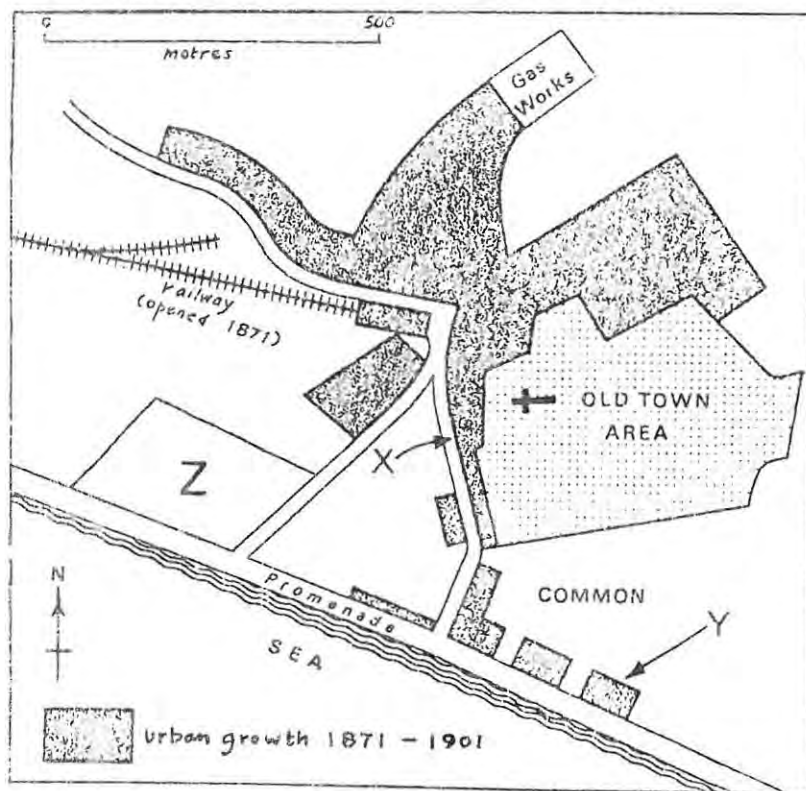 0 500
metres
Gas
Works
railway
(opened 1871)
OLD TOWN
AREA
X
Z
N
Promenade
COMMON
Y
SEA
urban growth 1871 - 1901